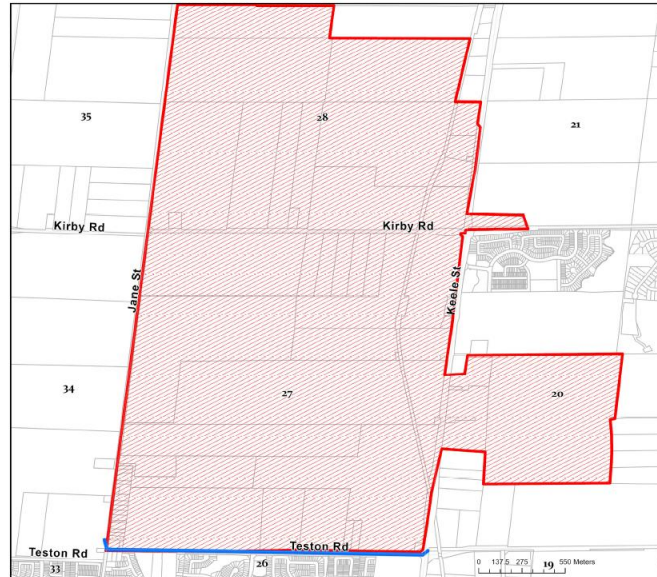 35
28
21
Kirby Rd
Kirby Rd
Jane St
Keele St
34
27
20
Teston Rd
Teston Rd
33
26
19
0 137.5 275 550 Meters